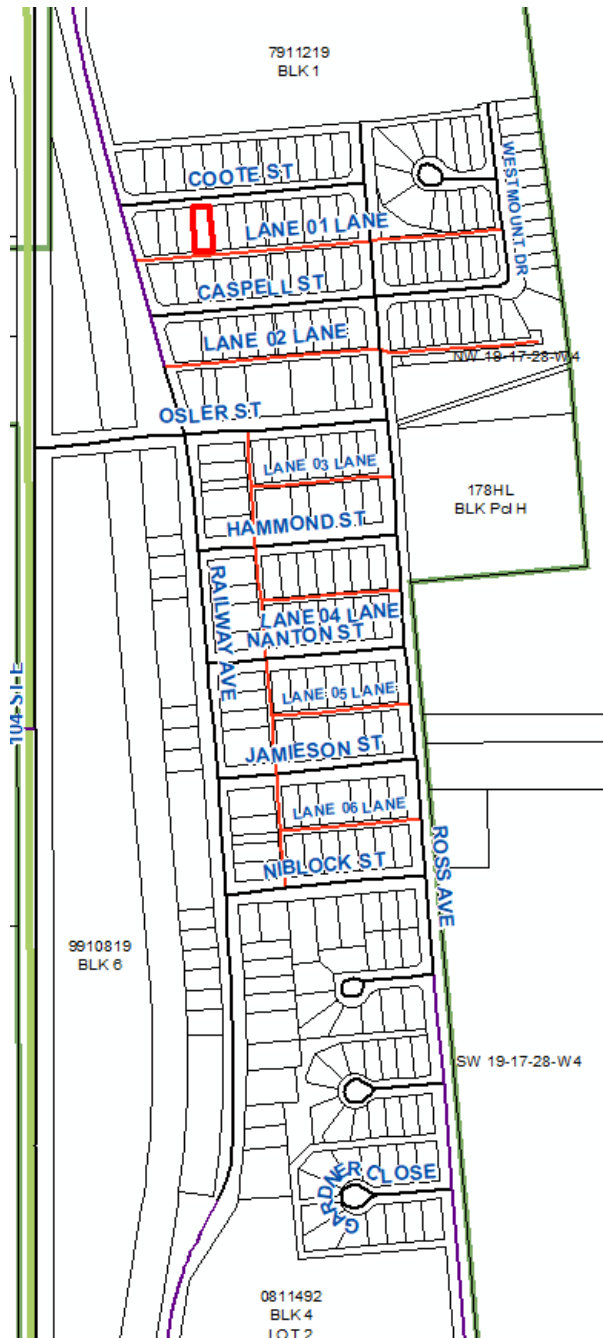 7911219
BLK 1
COOTE ST
WESTMOUNT DR
LANE 01 LANE
CASPELL ST
LANE 02 LANE
NW 19-17-28-W4
OSLER ST
LANE 03 LANE
178HL
BLK Pcl H
HAMMOND ST
RAILWAY AVE
LANE 04 LANE
NANTON ST
104 ST E
LANE 05 LANE
JAMIESON ST
LANE 06 LANE
ROSS AVE
NIBLOCK ST
9910819
BLK 6
SW 19-17-28-W4
GARDNER CLOSE
0811492
BLK 4
LOT 2